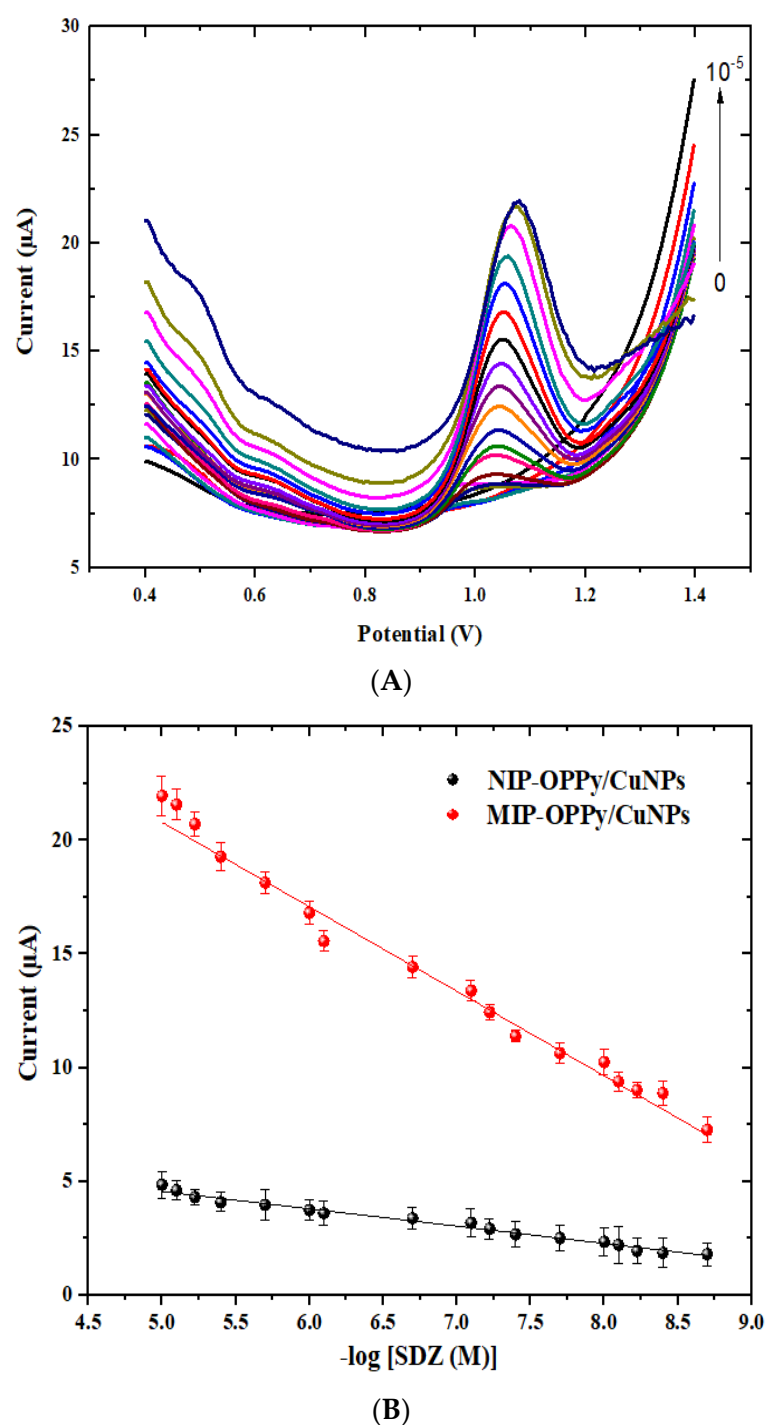 30
25
20
15
10
5
Current (µA)
0.4 0.6 0.8 1.0 1.2 1.4
Potential (V)
10⁻⁵
0
(A)
25
20
15
10
5
0
Current (µA)
NIP-OPPy/CuNPs
MIP-OPPy/CuNPs
4.5 5.0 5.5 6.0 6.5 7.0 7.5 8.0 8.5 9.0
-log [SDZ (M)]
(B)